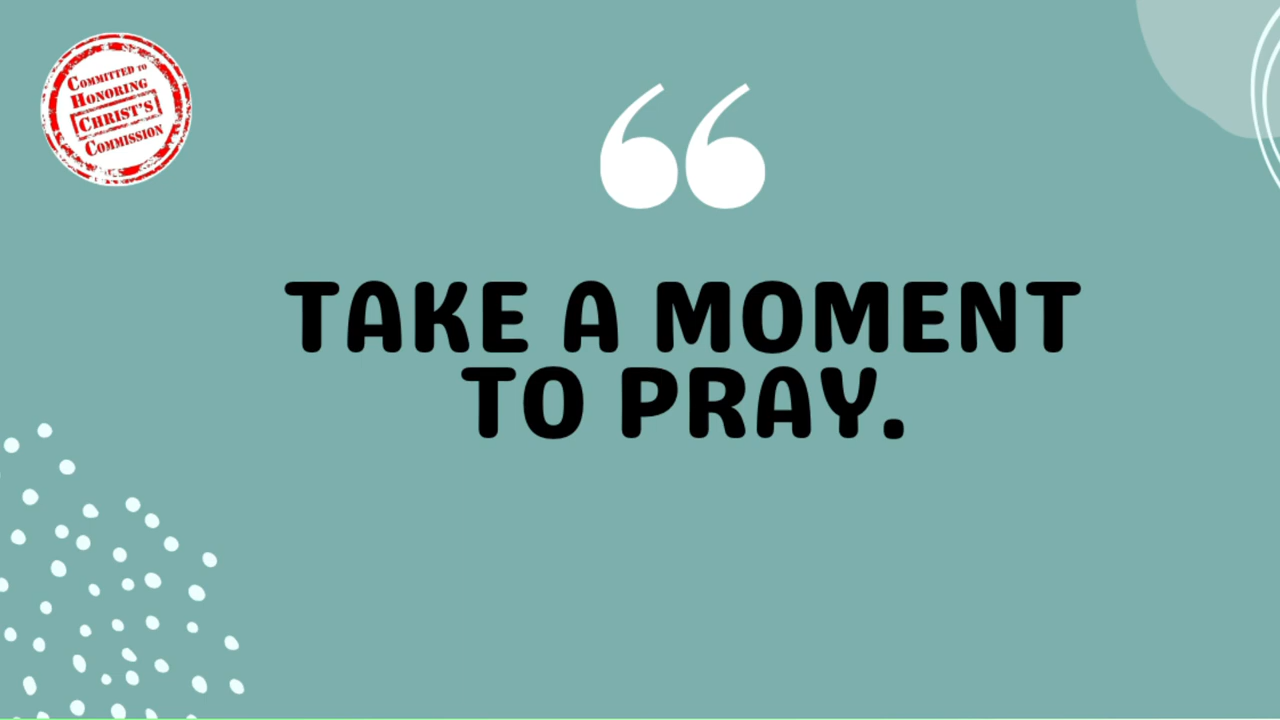 COMMITTED TO
HONORING
CHRIST'S
COMMISSION
“
TAKE A MOMENT
TO PRAY.